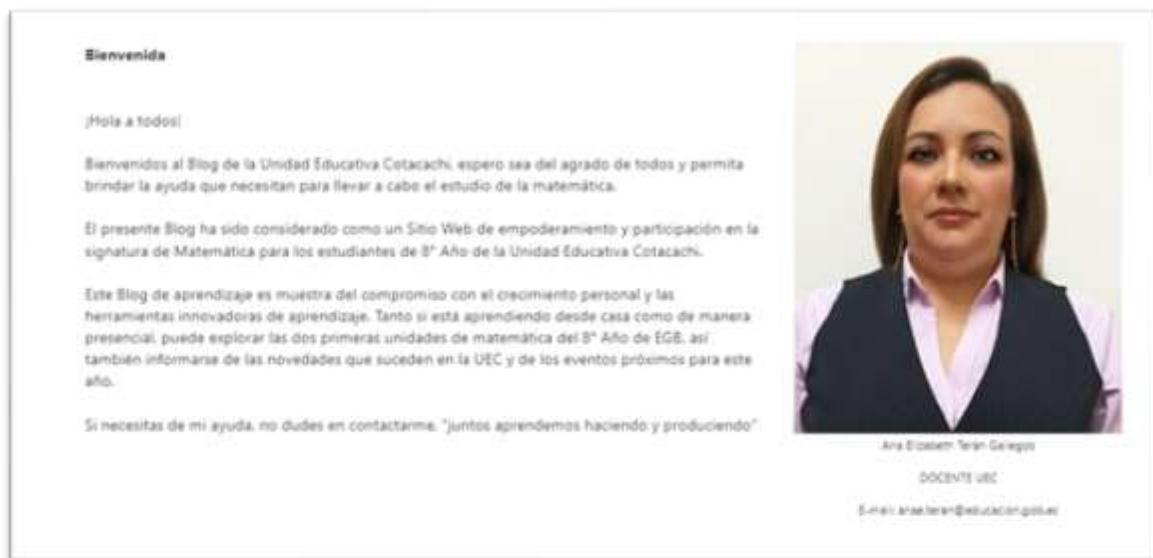 Bienvenida
¡Hola a todos!
Bienvenidos al Blog de la Unidad Educativa Cotacachi, espero sea del agrado de todos y permita
brindar la ayuda que necesitan para llevar a cabo el estudio de la matemática.
El presente Blog ha sido considerado como un Sitio Web de empoderamiento y participación en la
signatura de Matemática para los estudiantes de 8° Año de la Unidad Educativa Cotacachi.
Este Blog de aprendizaje es muestra del compromiso con el crecimiento personal y las
herramientas innovadoras de aprendizaje. Tanto si está aprendiendo desde casa como de manera
presencial, puede explorar las dos primeras unidades de matemática del 8° Año de EGB, así
también informarse de las novedades que suceden en la UEC y de los eventos próximos para este
año.
Si necesitas de mi ayuda, no dudes en contactarme, "juntos aprendemos haciendo y produciendo"
Ana Elizabeth Terán Gallegos
DOCENTE UEC
E-mail: anae.teran@educacion.gob.ec